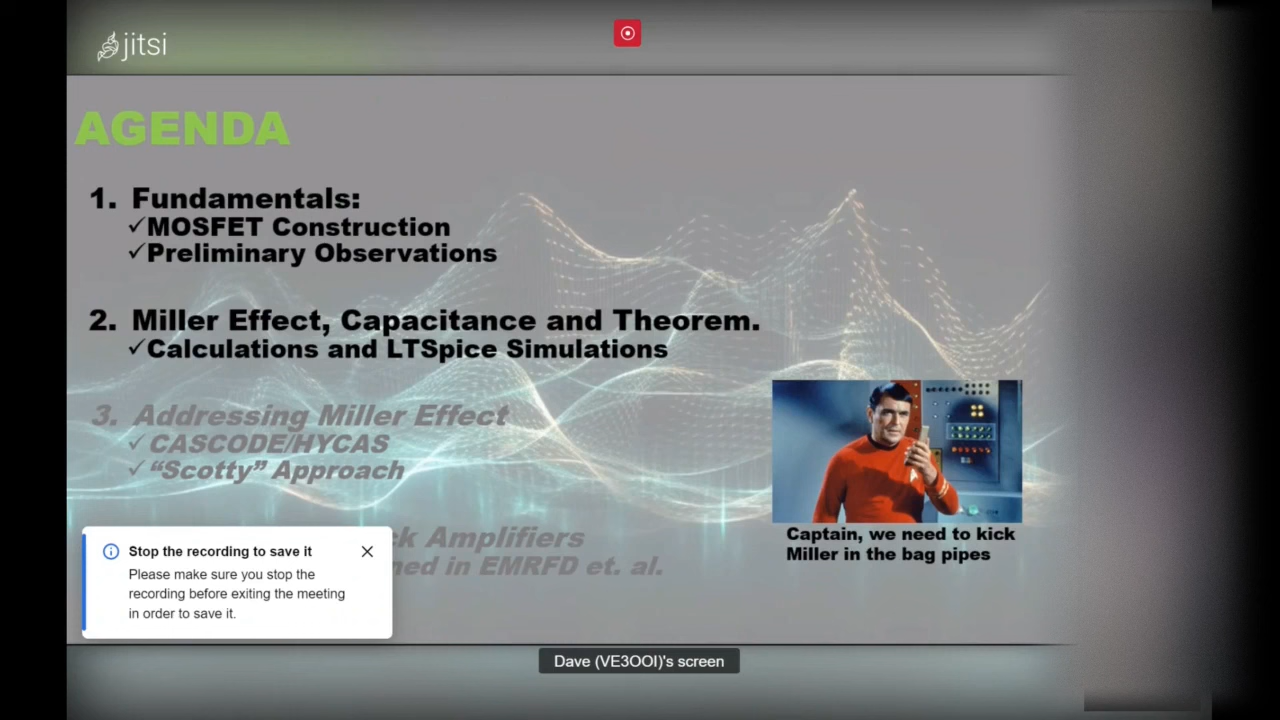 jitsi
AGENDA
1. Fundamentals:
✓MOSFET Construction
✓Preliminary Observations
2. Miller Effect, Capacitance and Theorem.
✓Calculations and LTSpice Simulations
3. Addressing Miller Effect
✓ CASCODE/HYCAS
✓ “Scotty” Approach
Captain, we need to kick
Miller in the bag pipes
Amplifiers
in EMRFD et. al.
Stop the recording to save it
Please make sure you stop the
recording before exiting the meeting
in order to save it.
Dave (VE3OOI)'s screen